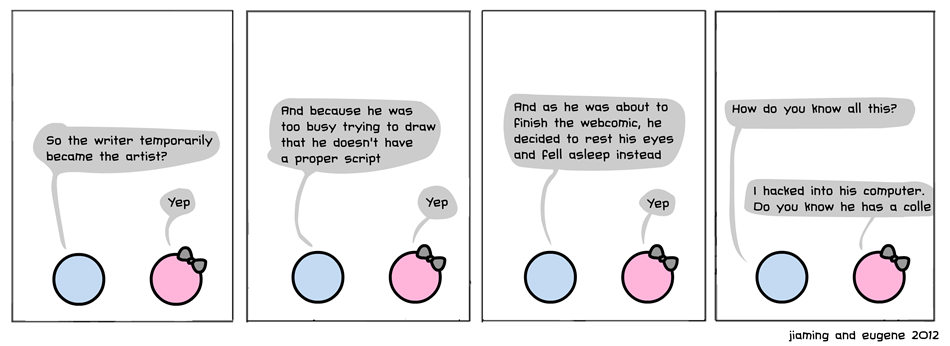 So the writer temporarily
became the artist?
Yep
And because he was
too busy trying to draw
that he doesn't have
a proper script
Yep
And as he was about to
finish the webcomic, he
decided to rest his eyes
and fell asleep instead
Yep
How do you know all this?
I hacked into his computer.
Do you know he has a colle
jiaming and eugene 2012